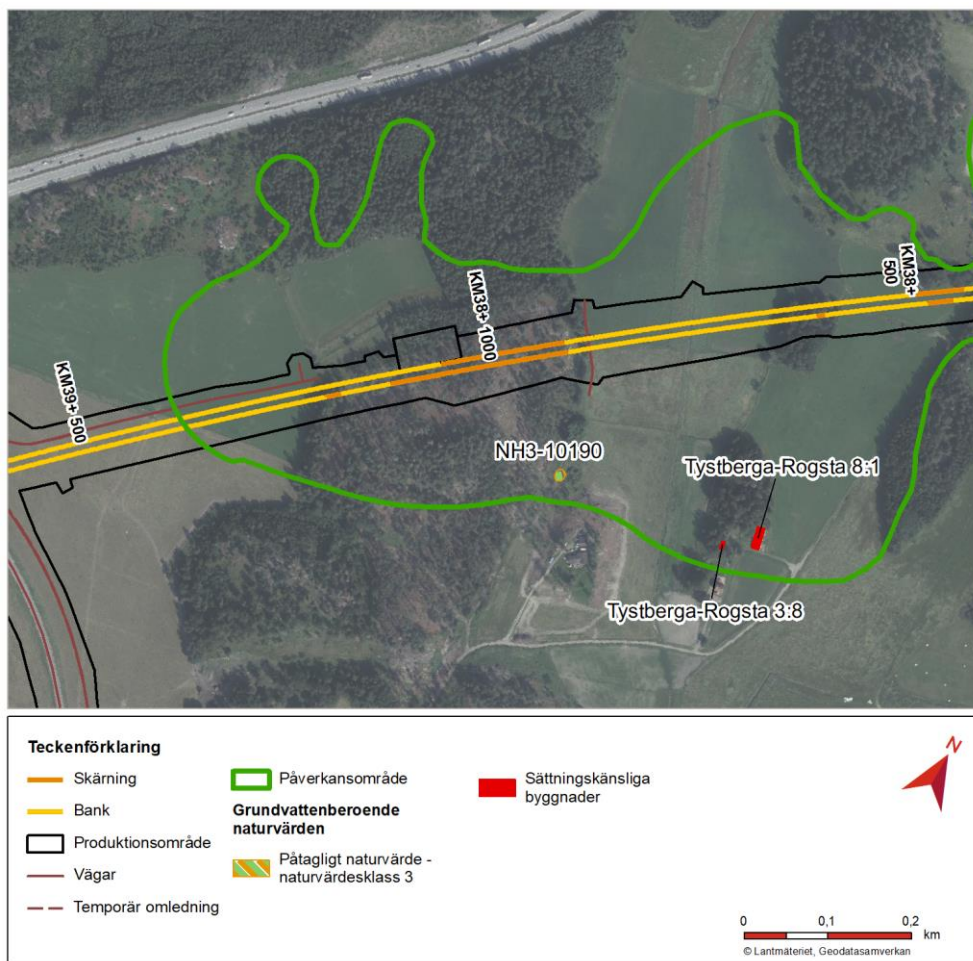 KM38+
500
KM38+ 1000
KM39+ 500
NH3-10190
Tystberga-Rogsta 8:1
Tystberga-Rogsta 3:8
Teckenförklaring
Skärning
Bank
Produktionsområde
Vägar
Temporär omledning
Påverkansområde
Grundvattenberoende
naturvärden
Påtagligt naturvärde -
naturvärdesklass 3
Sättningskänsliga
byggnader
N
0 0,1 0,2
km
© Lantmäteriet, Geodatasamverkan